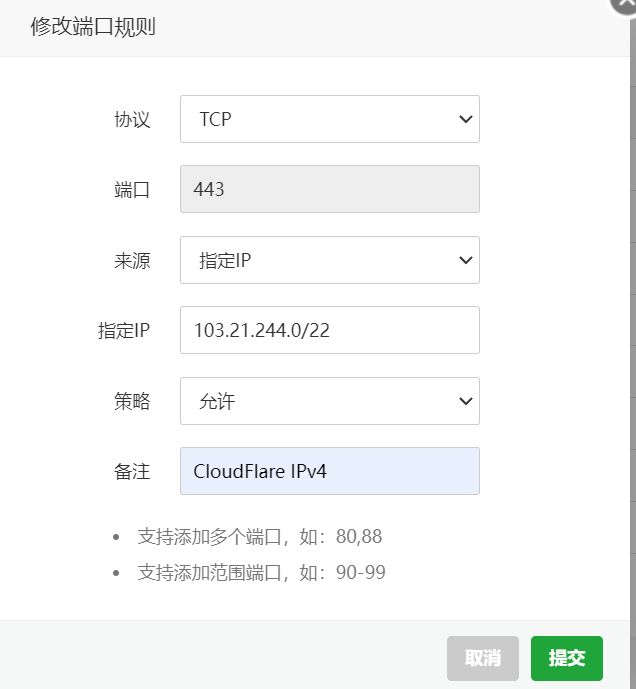 修改端口规则
协议 TCP
端口 443
来源 指定IP
指定IP 103.21.244.0/22
策略 允许
备注 CloudFlare IPv4
支持添加多个端口，如：80,88
支持添加范围端口，如：90-99
取消 提交